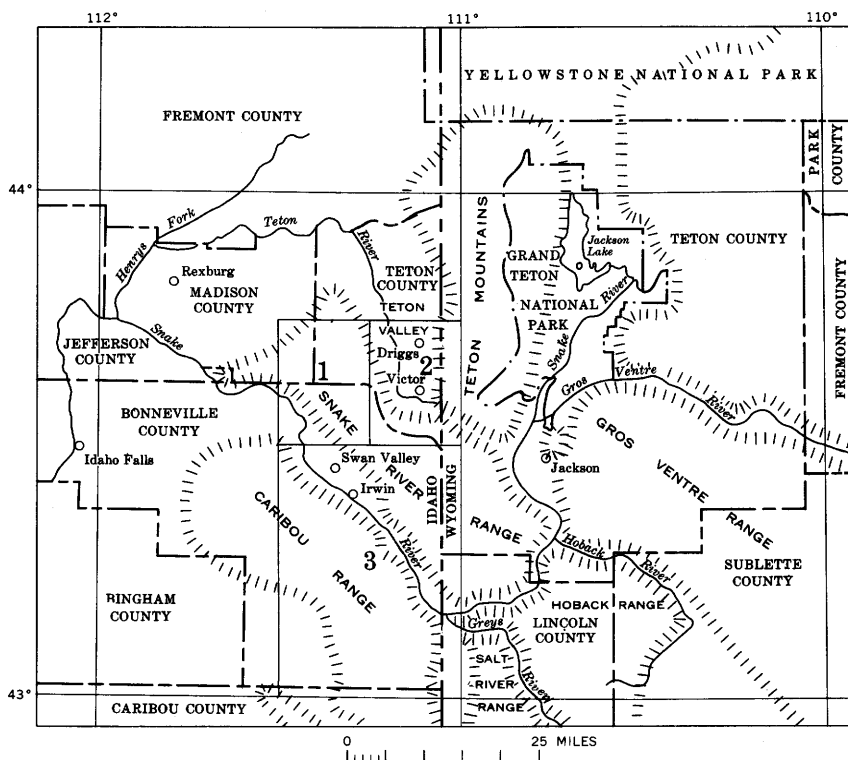 112°
111°
110°
YELLOWSTONE NATIONAL PARK
FREMONT COUNTY
PARK
COUNTY
44°
Henrys
Fork
Teton
River
Rexburg
MADISON
COUNTY
TETON
COUNTY
TETON
VALLEY
Driggs
Victor
TETON MOUNTAINS
GRAND
TETON
NATIONAL
PARK
Jackson
Lake
Snake
River
TETON COUNTY
FREMONT COUNTY
JEFFERSON
COUNTY
Snake
1
2
Gros
Ventre
River
BONNEVILLE
COUNTY
Idaho Falls
SNAKE
RIVER
RANGE
Swan Valley
Irwin
IDAHO
WYOMING
Jackson
GROS
VENTRE
RANGE
CARIBOU
RANGE
3
River
Hoback
River
SUBLETTE
COUNTY
BINGHAM
COUNTY
HOBACK RANGE
LINCOLN
COUNTY
Greys
River
SALT
RIVER
RANGE
43°
CARIBOU COUNTY
0
25 MILES